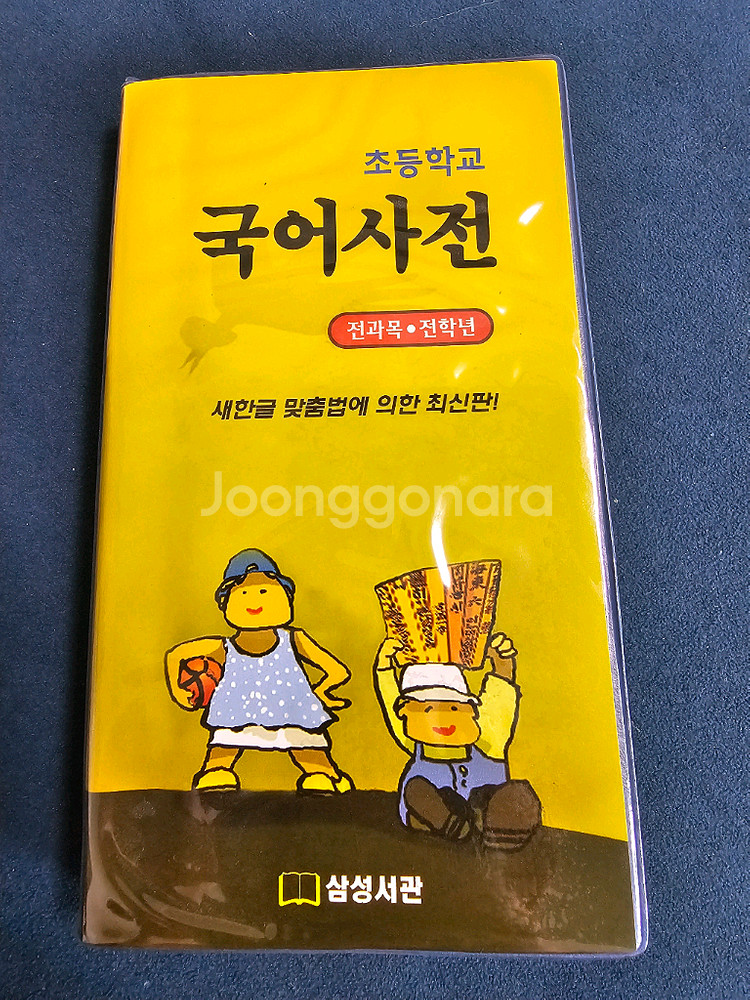 초등학교
국어사전
전과목•전학년
새한글 맞춤법에 의한 최신판!
Joonggonara
삼성서관